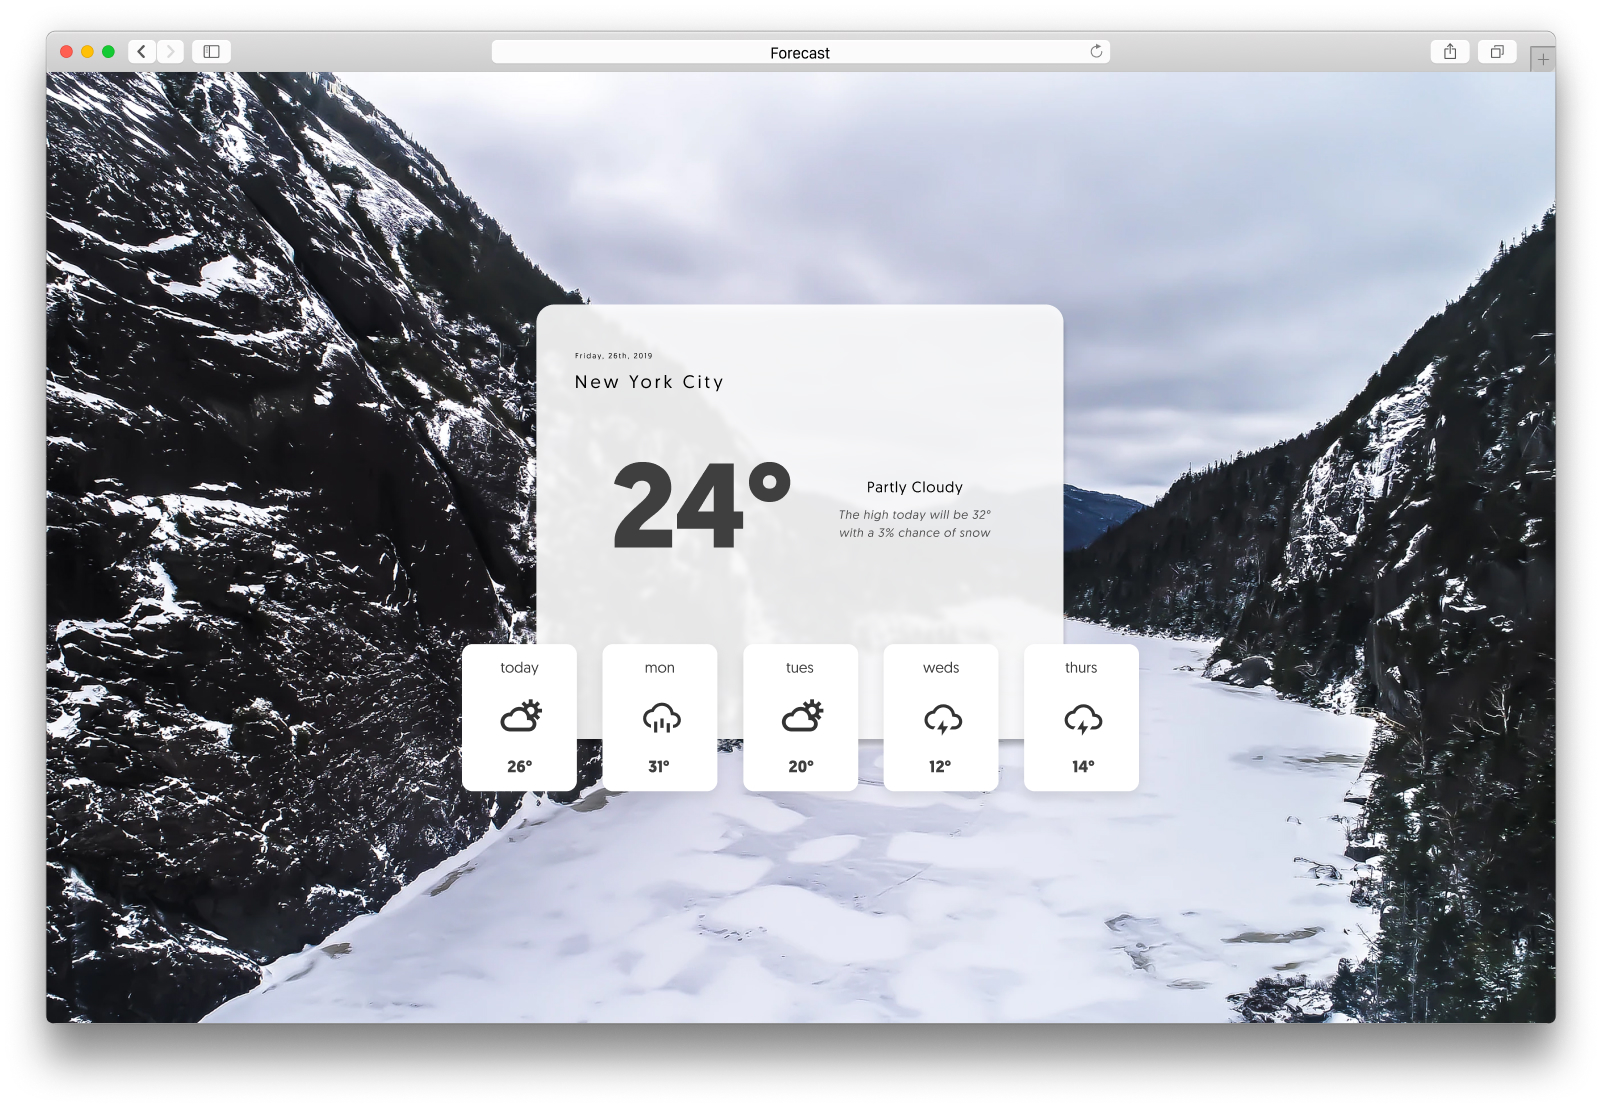 Forecast
Friday, 26th, 2019
New York City
24°
Partly Cloudy
The high today will be 32°
with a 3% chance of snow
today
mon
tues
weds
thurs
26°
31°
20°
12°
14°